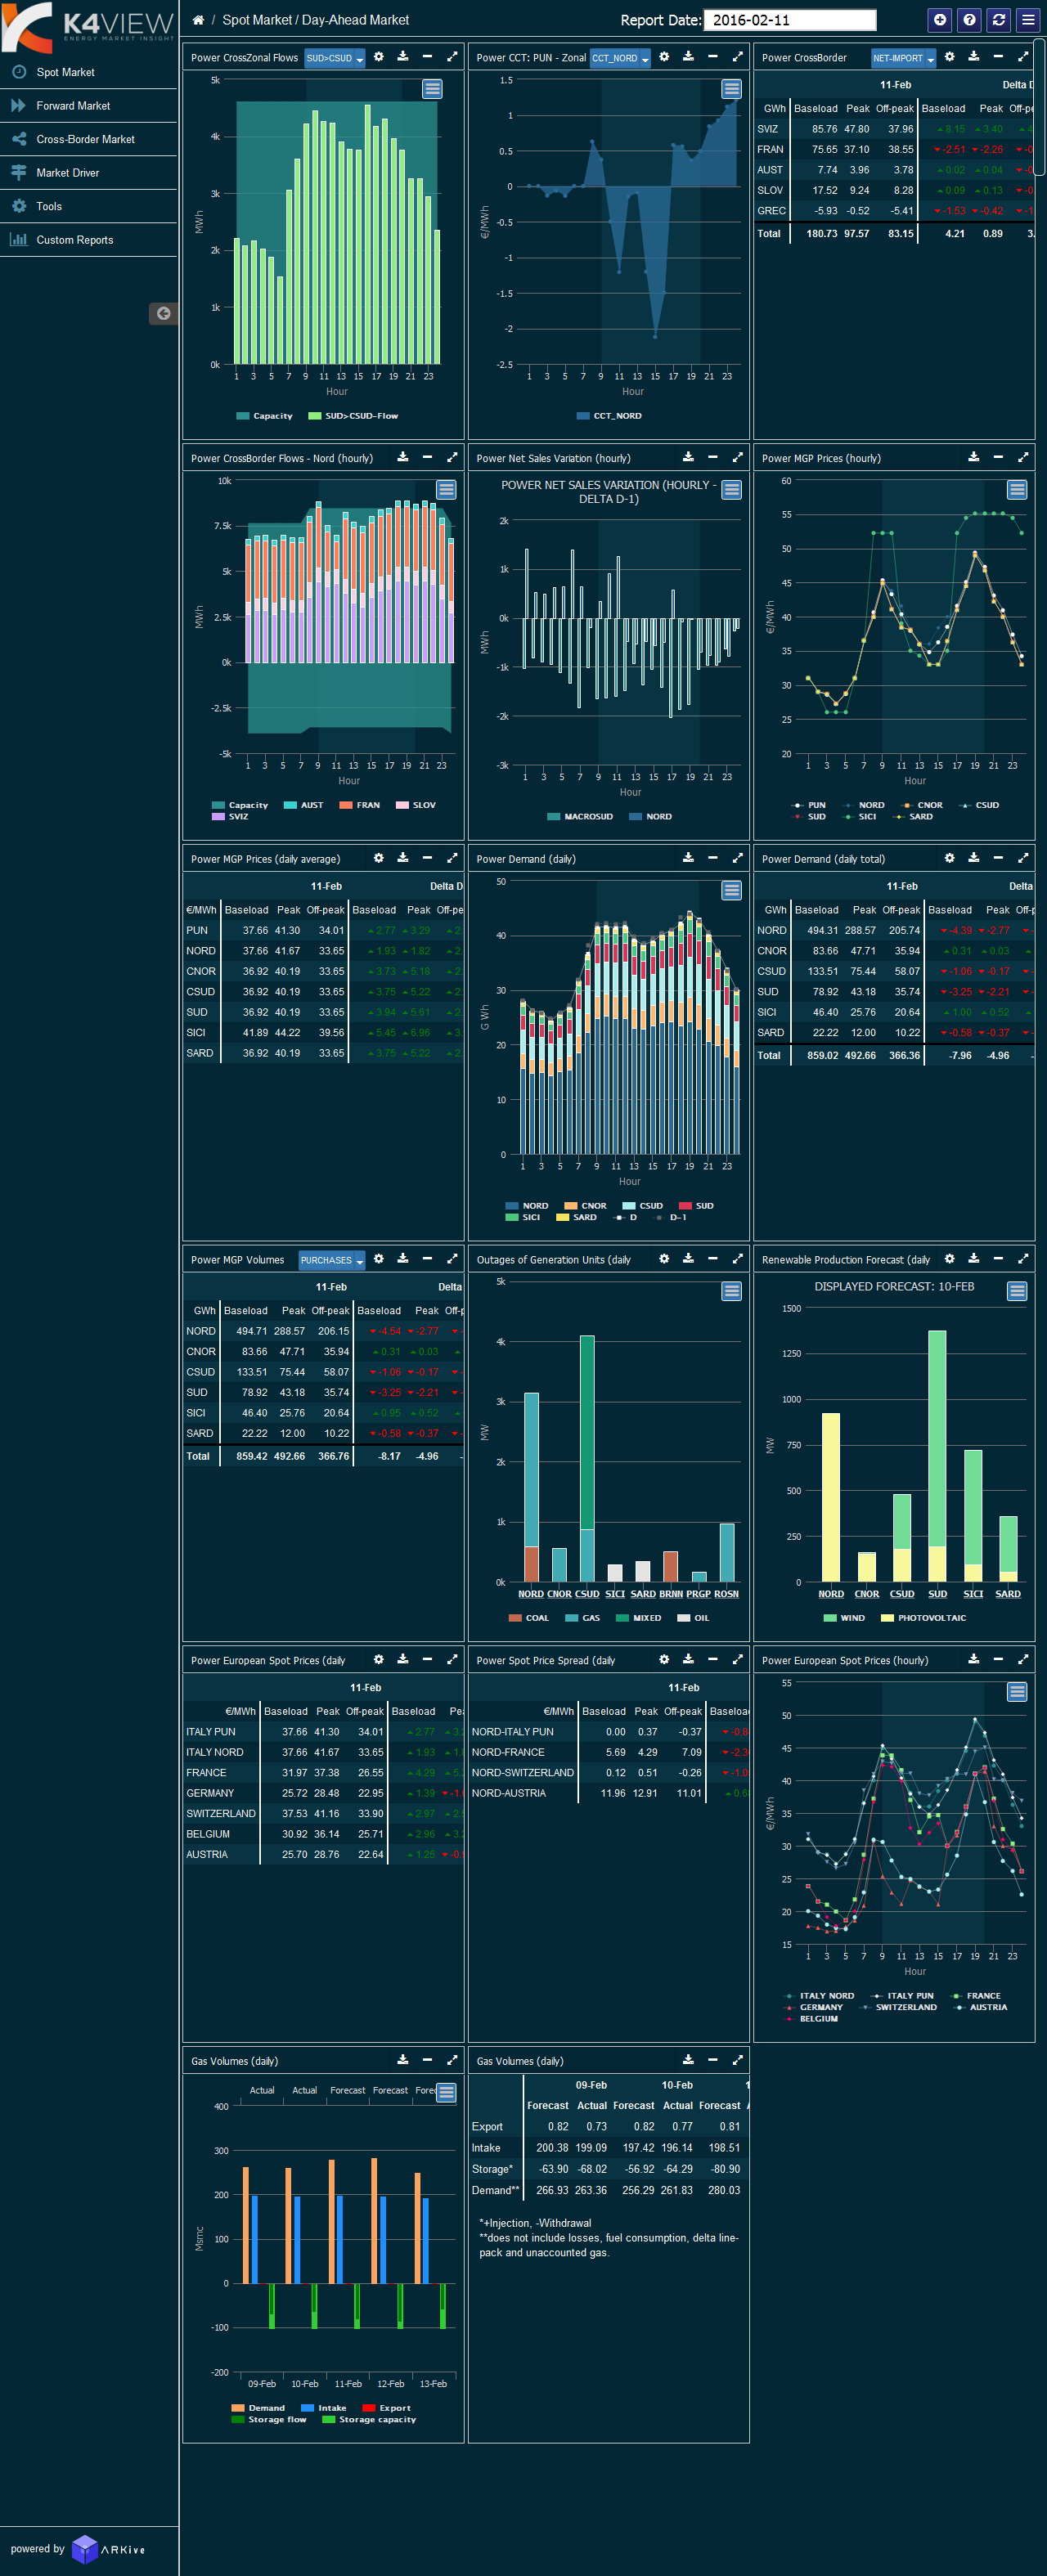 K4VIEW
ENERGY MARKET INSIGHT
Spot Market
Forward Market
Cross-Border Market
Market Driver
Tools
Custom Reports
/ Spot Market / Day-Ahead Market
Report Date: 2016-02-11
Power CrossZonal Flows SUD>CSUD
5k
4k
3k
2k
1k
0k
MWh
1 3 5 7 9 11 13 15 17 19 21 23
Hour
Capacity SUD>CSUD-Flow
Power CCT: PUN - Zonal CCT_NORD
1.5
1
0.5
0
-0.5
-1
-1.5
-2
-2.5
€/MWh
1 3 5 7 9 11 13 15 17 19 21 23
Hour
CCT_NORD
Power CrossBorder NET-IMPORT
11-Feb Delta D
GWh Baseload Peak Off-peak Baseload Peak Off-pe
SVIZ 85.76 47.80 37.96 8.15 3.40 4
FRAN 75.65 37.10 38.55 -2.51 -2.26 -0
AUST 7.74 3.96 3.78 0.02 0.04 -0
SLOV 17.52 9.24 8.28 0.09 0.13 -0
GREC -5.93 -0.52 -5.41 -1.53 -0.42 -1
Total 180.73 97.57 83.15 4.21 0.89 3.
Power CrossBorder Flows - Nord (hourly)
10k
7.5k
5k
2.5k
0k
-2.5k
-5k
MWh
1 3 5 7 9 11 13 15 17 19 21 23
Hour
Capacity AUST FRAN SLOV
SVIZ
Power Net Sales Variation (hourly)
POWER NET SALES VARIATION (HOURLY -
DELTA D-1)
2k
1k
0k
-1k
-2k
-3k
MWh
1 3 5 7 9 11 13 15 17 19 21 23
Hour
MACROSUD NORD
Power MGP Prices (hourly)
60
55
50
45
40
35
30
25
20
€/MWh
1 3 5 7 9 11 13 15 17 19 21 23
Hour
PUN NORD CNOR CSUD
SUD SICI SARD
Power MGP Prices (daily average)
11-Feb Delta D
€/MWh Baseload Peak Off-peak Baseload Peak Off-pe
PUN 37.66 41.30 34.01 2.77 3.29 2.
NORD 37.66 41.67 33.65 1.93 1.82 2.
CNOR 36.92 40.19 33.65 3.73 5.18 2.
CSUD 36.92 40.19 33.65 3.75 5.22 2.
SUD 36.92 40.19 33.65 3.94 5.61 2.
SICI 41.89 44.22 39.56 5.45 6.96 3
SARD 36.92 40.19 33.65 3.75 5.22 2.
Power Demand (daily)
50
40
30
20
10
0
G Wh
1 3 5 7 9 11 13 15 17 19 21 23
Hour
NORD CNOR CSUD SUD
SICI SARD D D-1
Power Demand (daily total)
11-Feb Delta
GWh Baseload Peak Off-peak Baseload Peak Off-p
NORD 494.31 288.57 205.74 -4.39 -2.77 -
CNOR 83.66 47.71 35.94 0.31 0.03
CSUD 133.51 75.44 58.07 -1.06 -0.17 -
SUD 78.92 43.18 35.74 -3.25 -2.21 -
SICI 46.40 25.76 20.64 1.00 0.52
SARD 22.22 12.00 10.22 -0.58 -0.37 -
Total 859.02 492.66 366.36 -7.96 -4.96 -
Power MGP Volumes PURCHASES
11-Feb Delta
GWh Baseload Peak Off-peak Baseload Peak Off-p
NORD 494.71 288.57 206.15 -4.54 -2.77 -
CNOR 83.66 47.71 35.94 0.31 0.03
CSUD 133.51 75.44 58.07 -1.06 -0.17 -
SUD 78.92 43.18 35.74 -3.25 -2.21 -
SICI 46.40 25.76 20.64 0.95 0.52
SARD 22.22 12.00 10.22 -0.58 -0.37 -
Total 859.42 492.66 366.76 -8.17 -4.96 -
Outages of Generation Units (daily
5k
4k
3k
2k
1k
0k
MW
NORD CNOR CSUD SICI SARD BRNN PRGP ROSN
COAL GAS MIXED OIL
Renewable Production Forecast (daily
DISPLAYED FORECAST: 10-FEB
1500
1250
1000
750
500
250
0
MW
NORD CNOR CSUD SUD SICI SARD
WIND PHOTOVOLTAIC
Power European Spot Prices (daily
11-Feb
€/MWh Baseload Peak Off-peak Baseload Pea
ITALY PUN 37.66 41.30 34.01 2.77 3.
ITALY NORD 37.66 41.67 33.65 1.93 1.
FRANCE 31.97 37.38 26.55 4.29 5.
GERMANY 25.72 28.48 22.95 1.39 -1.
SWITZERLAND 37.53 41.16 33.90 2.97 2.
BELGIUM 30.92 36.14 25.71 2.96 3.
AUSTRIA 25.70 28.76 22.64 1.25 -0.
Power Spot Price Spread (daily
11-Feb
€/MWh Baseload Peak Off-peak Baseload
NORD-ITALY PUN 0.00 0.37 -0.37 -0.8
NORD-FRANCE 5.69 4.29 7.09 -2.3
NORD-SWITZERLAND 0.12 0.51 -0.26 -1.0
NORD-AUSTRIA 11.96 12.91 11.01 0.6
Power European Spot Prices (hourly)
55
50
45
40
35
30
25
20
15
€/MWh
1 3 5 7 9 11 13 15 17 19 21 23
Hour
ITALY NORD ITALY PUN FRANCE
GERMANY SWITZERLAND AUSTRIA
BELGIUM
Gas Volumes (daily)
Actual Actual Forecast Forecast Forec
400
300
200
100
0
-100
-200
Msmc
09-Feb 10-Feb 11-Feb 12-Feb 13-Feb
Demand Intake Export
Storage flow Storage capacity
Gas Volumes (daily)
09-Feb 10-Feb 1
Forecast Actual Forecast Actual Forecast A
Export 0.82 0.73 0.82 0.77 0.81
Intake 200.38 199.09 197.42 196.14 198.51
Storage* -63.90 -68.02 -56.92 -64.29 -80.90
Demand** 266.93 263.36 256.29 261.83 280.03
*+Injection, -Withdrawal
**does not include losses, fuel consumption, delta line-
pack and unaccounted gas.
powered by ARKive